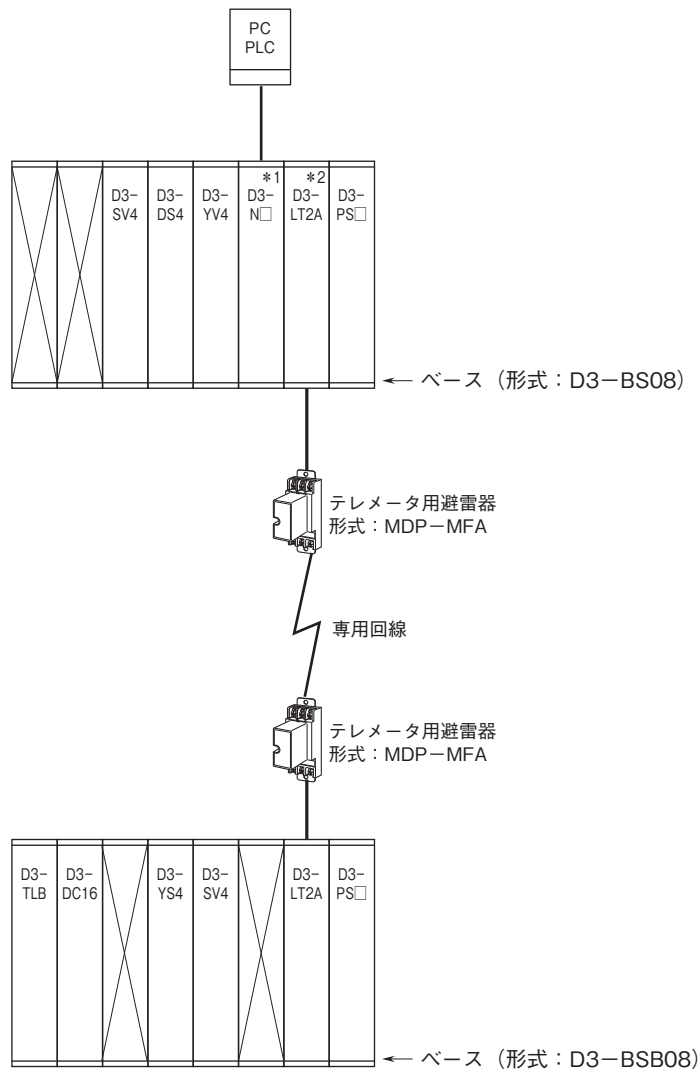 PC
PLC
D3-
SV4
D3-
DS4
D3-
YV4
*1
D3-
N□
*2
D3-
LT2A
D3-
PS□
← ベース（形式：D3−BS08）
テレメータ用避雷器
形式：MDP−MFA
専用回線
テレメータ用避雷器
形式：MDP−MFA
D3-
TLB
D3-
DC16
D3-
YS4
D3-
SV4
D3-
LT2A
D3-
PS□
← ベース（形式：D3−BSB08）